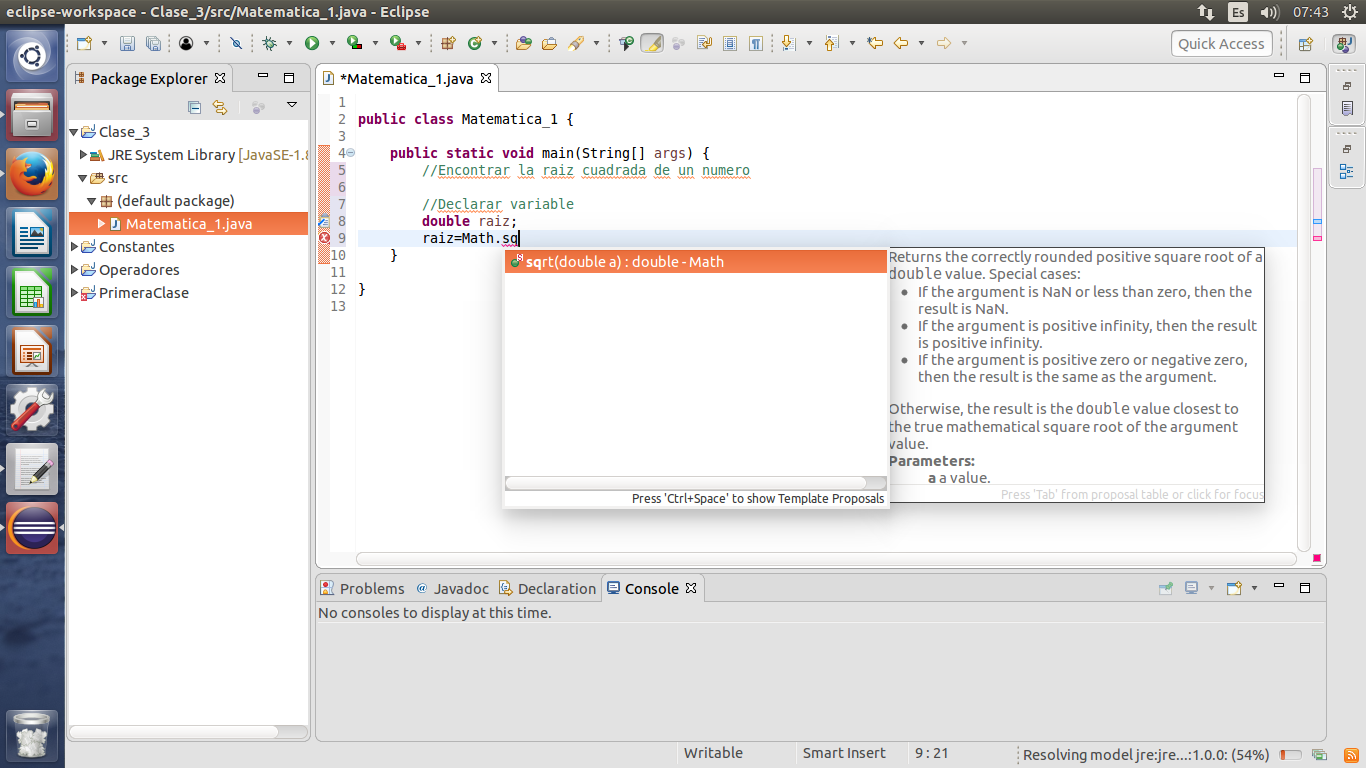 eclipse-workspace - Clase_3/src/Matematica_1.java - Eclipse
Es
07:43
Quick Access
Package Explorer
Clase_3
JRE System Library [JavaSE-1.8
src
(default package)
Matematica_1.java
Constantes
Operadores
PrimeraClase
*Matematica_1.java
1
2 public class Matematica_1 {
3
4 public static void main(String[] args) {
5 //Encontrar la raiz cuadrada de un numero
6
7 //Declarar variable
8 double raiz;
9 raiz=Math.sq
10 }
11
12 }
13
sqrt(double a) : double - Math
Press 'Ctrl+Space' to show Template Proposals
Returns the correctly rounded positive square root of a
double value. Special cases:
• If the argument is NaN or less than zero, then the
result is NaN.
• If the argument is positive infinity, then the result
is positive infinity.
• If the argument is positive zero or negative zero,
then the result is the same as the argument.
Otherwise, the result is the double value closest to
the true mathematical square root of the argument
value.
Parameters:
a a value.
Press 'Tab' from proposal table or click for focus
Problems
@ Javadoc
Declaration
Console
No consoles to display at this time.
Writable
Smart Insert
9 : 21
Resolving model jre:jre...:1.0.0: (54%)